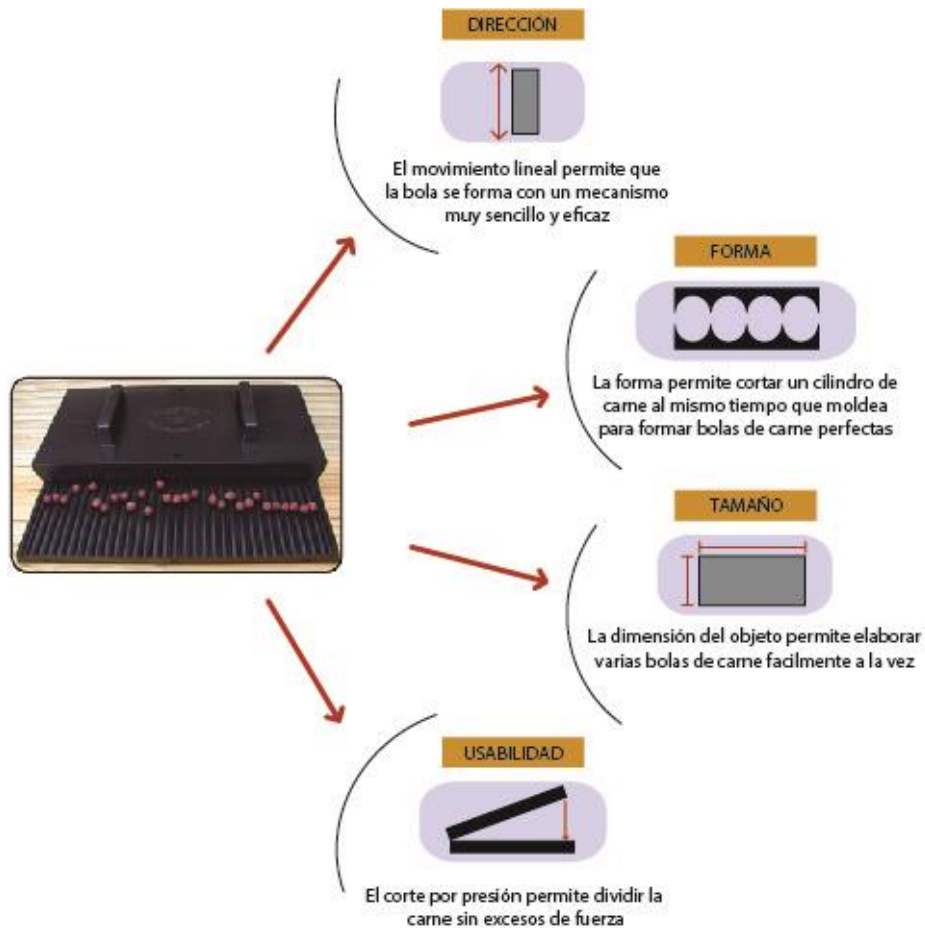 DIRECCIÓN
El movimiento lineal permite que
la bola se forma con un mecanismo
muy sencillo y eficaz
FORMA
La forma permite cortar un cilindro de
carne al mismo tiempo que moldea
para formar bolas de carne perfectas
TAMAÑO
La dimensión del objeto permite elaborar
varias bolas de carne facilmente a la vez
USABILIDAD
El corte por presión permite dividir la
carne sin excesos de fuerza